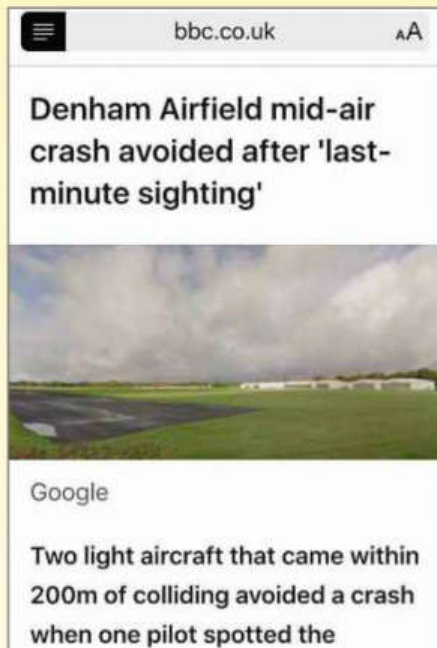 bbc.co.uk AA
Denham Airfield mid-air
crash avoided after 'last-
minute sighting'
Google
Two light aircraft that came within
200m of colliding avoided a crash
when one pilot spotted the